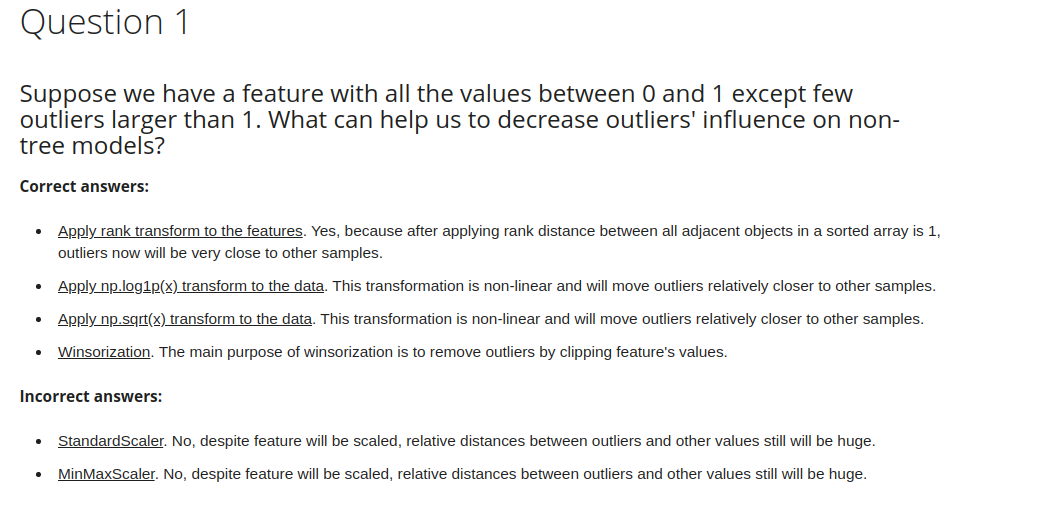 Question 1
Suppose we have a feature with all the values between 0 and 1 except few
outliers larger than 1. What can help us to decrease outliers' influence on non-
tree models?
Correct answers:
• Apply rank transform to the features. Yes, because after applying rank distance between all adjacent objects in a sorted array is 1,
outliers now will be very close to other samples.
• Apply np.log1p(x) transform to the data. This transformation is non-linear and will move outliers relatively closer to other samples.
• Apply np.sqrt(x) transform to the data. This transformation is non-linear and will move outliers relatively closer to other samples.
• Winsorization. The main purpose of winsorization is to remove outliers by clipping feature's values.
Incorrect answers:
• StandardScaler. No, despite feature will be scaled, relative distances between outliers and other values still will be huge.
• MinMaxScaler. No, despite feature will be scaled, relative distances between outliers and other values still will be huge.